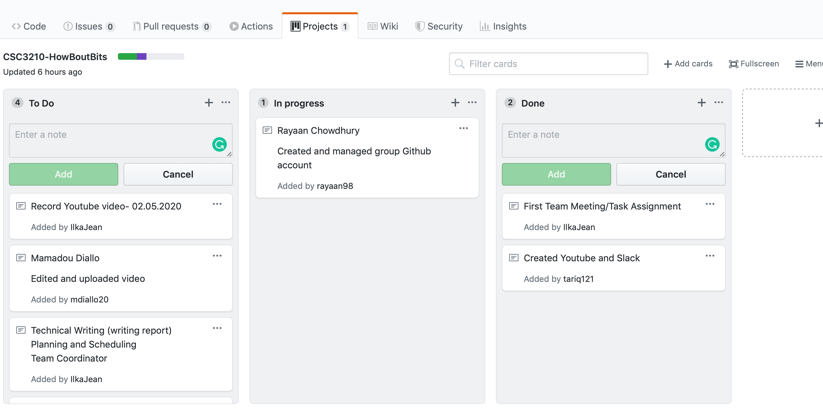 Code Issues 0 Pull requests 0 Actions Projects 1 Wiki Security Insights
CSC3210-HowBoutBits
Updated 6 hours ago
Filter cards
Add cards Fullscreen Menu
4 To Do
Enter a note
Add Cancel
Record Youtube video- 02.05.2020
Added by IlkaJean
Mamadou Diallo
Edited and uploaded video
Added by mdiallo20
Technical Writing (writing report)
Planning and Scheduling
Team Coordinator
Added by IlkaJean
1 In progress
Rayaan Chowdhury
Created and managed group Github
account
Added by rayaan98
2 Done
Enter a note
Add Cancel
First Team Meeting/Task Assignment
Added by IlkaJean
Created Youtube and Slack
Added by tariq121